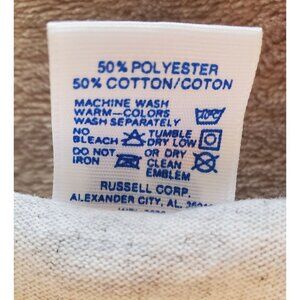 50% POLYESTER
50% COTTON/COTON
MACHINE WASH
WARM-COLORS
WASH SEPARATELY
NO TUMBLE
BLEACH DRY LOW
DO NOT OR DRY
IRON CLEAN
EMBLEM
RUSSELL CORP.
ALEXANDER CITY, AL.